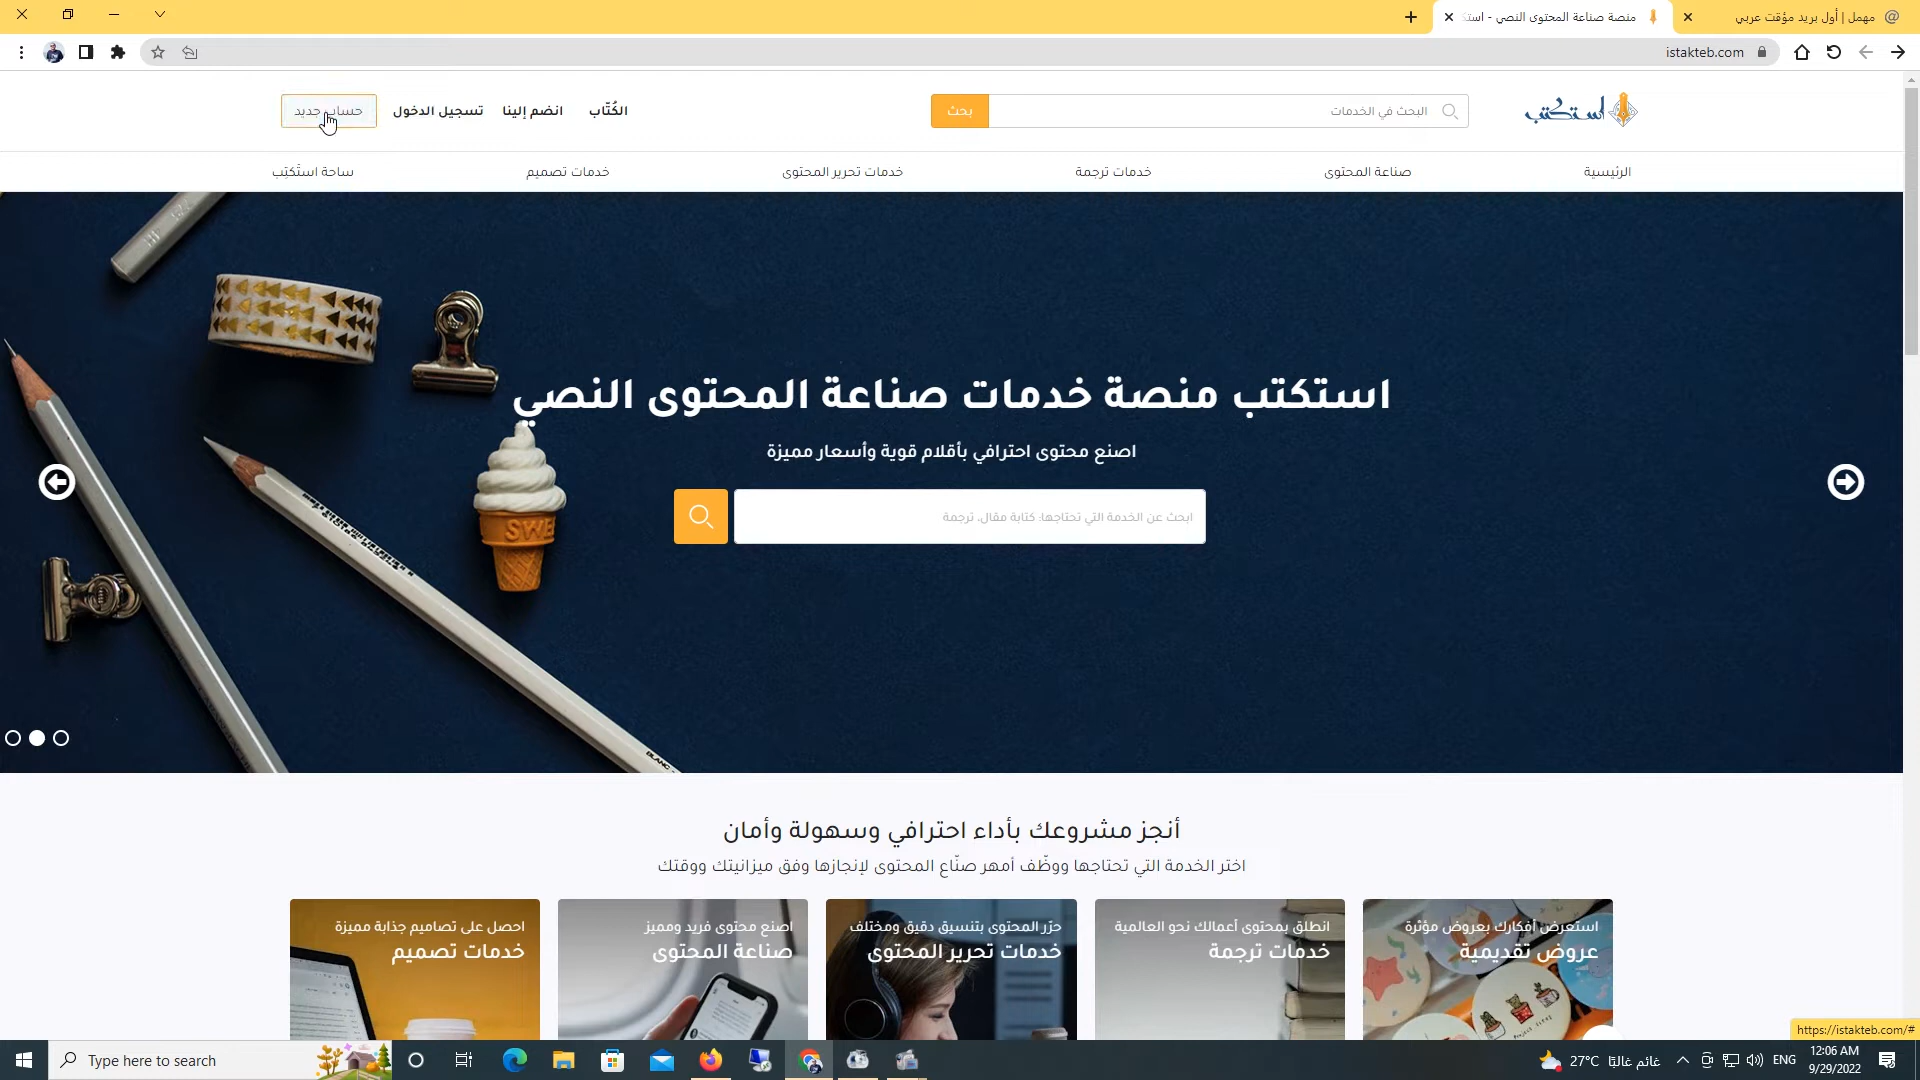 مهمل | أول بريد مؤقت عربي
منصة صناعة المحتوى النصي - است
istakteb.com
استكتب
البحث في الخدمات
بحث
الكُتّاب
انضم إلينا
تسجيل الدخول
حساب جديد
الرئيسية
صناعة المحتوى
خدمات ترجمة
خدمات تحرير المحتوى
خدمات تصميم
ساحة استَكتِب
استكتب منصة خدمات صناعة المحتوى النصي
اصنع محتوى احترافي بأقلام قوية وأسعار مميزة
ابحث عن الخدمة التي تحتاجها: كتابة مقال، ترجمة
أنجز مشروعك بأداء احترافي وسهولة وأمان
اختر الخدمة التي تحتاجها ووظّف أمهر صنّاع المحتوى لإنجازها وفق ميزانيتك ووقتك
استعرض أفكارك بعروض مؤثرة
عروض تقديمية
انطلق بمحتوى أعمالك نحو العالمية
خدمات ترجمة
حرّر المحتوى بتنسيق دقيق ومختلف
خدمات تحرير المحتوى
اصنع محتوى فريد ومميز
صناعة المحتوى
احصل على تصاميم جذابة مميزة
خدمات تصميم
https://istakteb.com/#
Type here to search
27°C غائم غالبًا
ENG
12:06 AM
9/29/2022